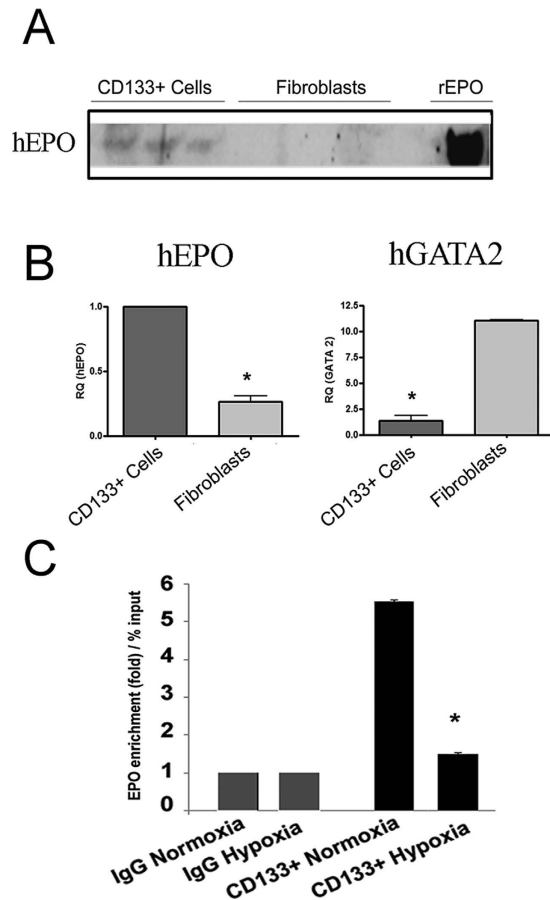 A
CD133+ Cells Fibroblasts rEPO
hEPO
B
hEPO hGATA2
RQ (hEPO)
1.0
0.5
0.0
*
CD133+ Cells
Fibroblasts
RQ (GATA 2)
12.5
10.0
7.5
5.0
2.5
0.0
*
CD133+ Cells
Fibroblasts
C
EPO enrichment (fold) / % input
6
5
4
3
2
1
0
*
IgG Normoxia
IgG Hypoxia
CD133+ Normoxia
CD133+ Hypoxia